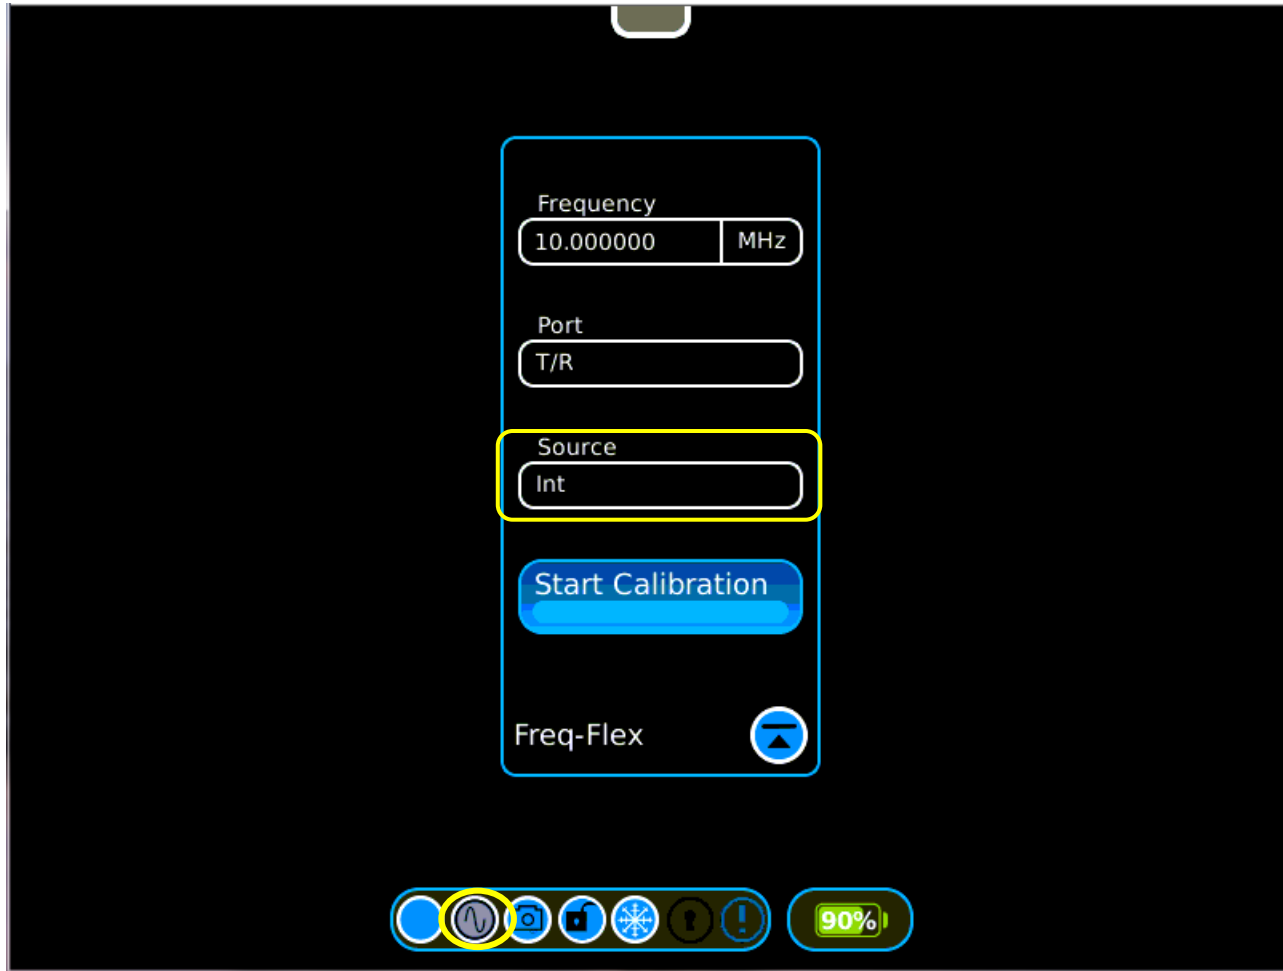 Frequency
10.000000 MHz
Port
T/R
Source
Int
Start Calibration
Freq-Flex
90%